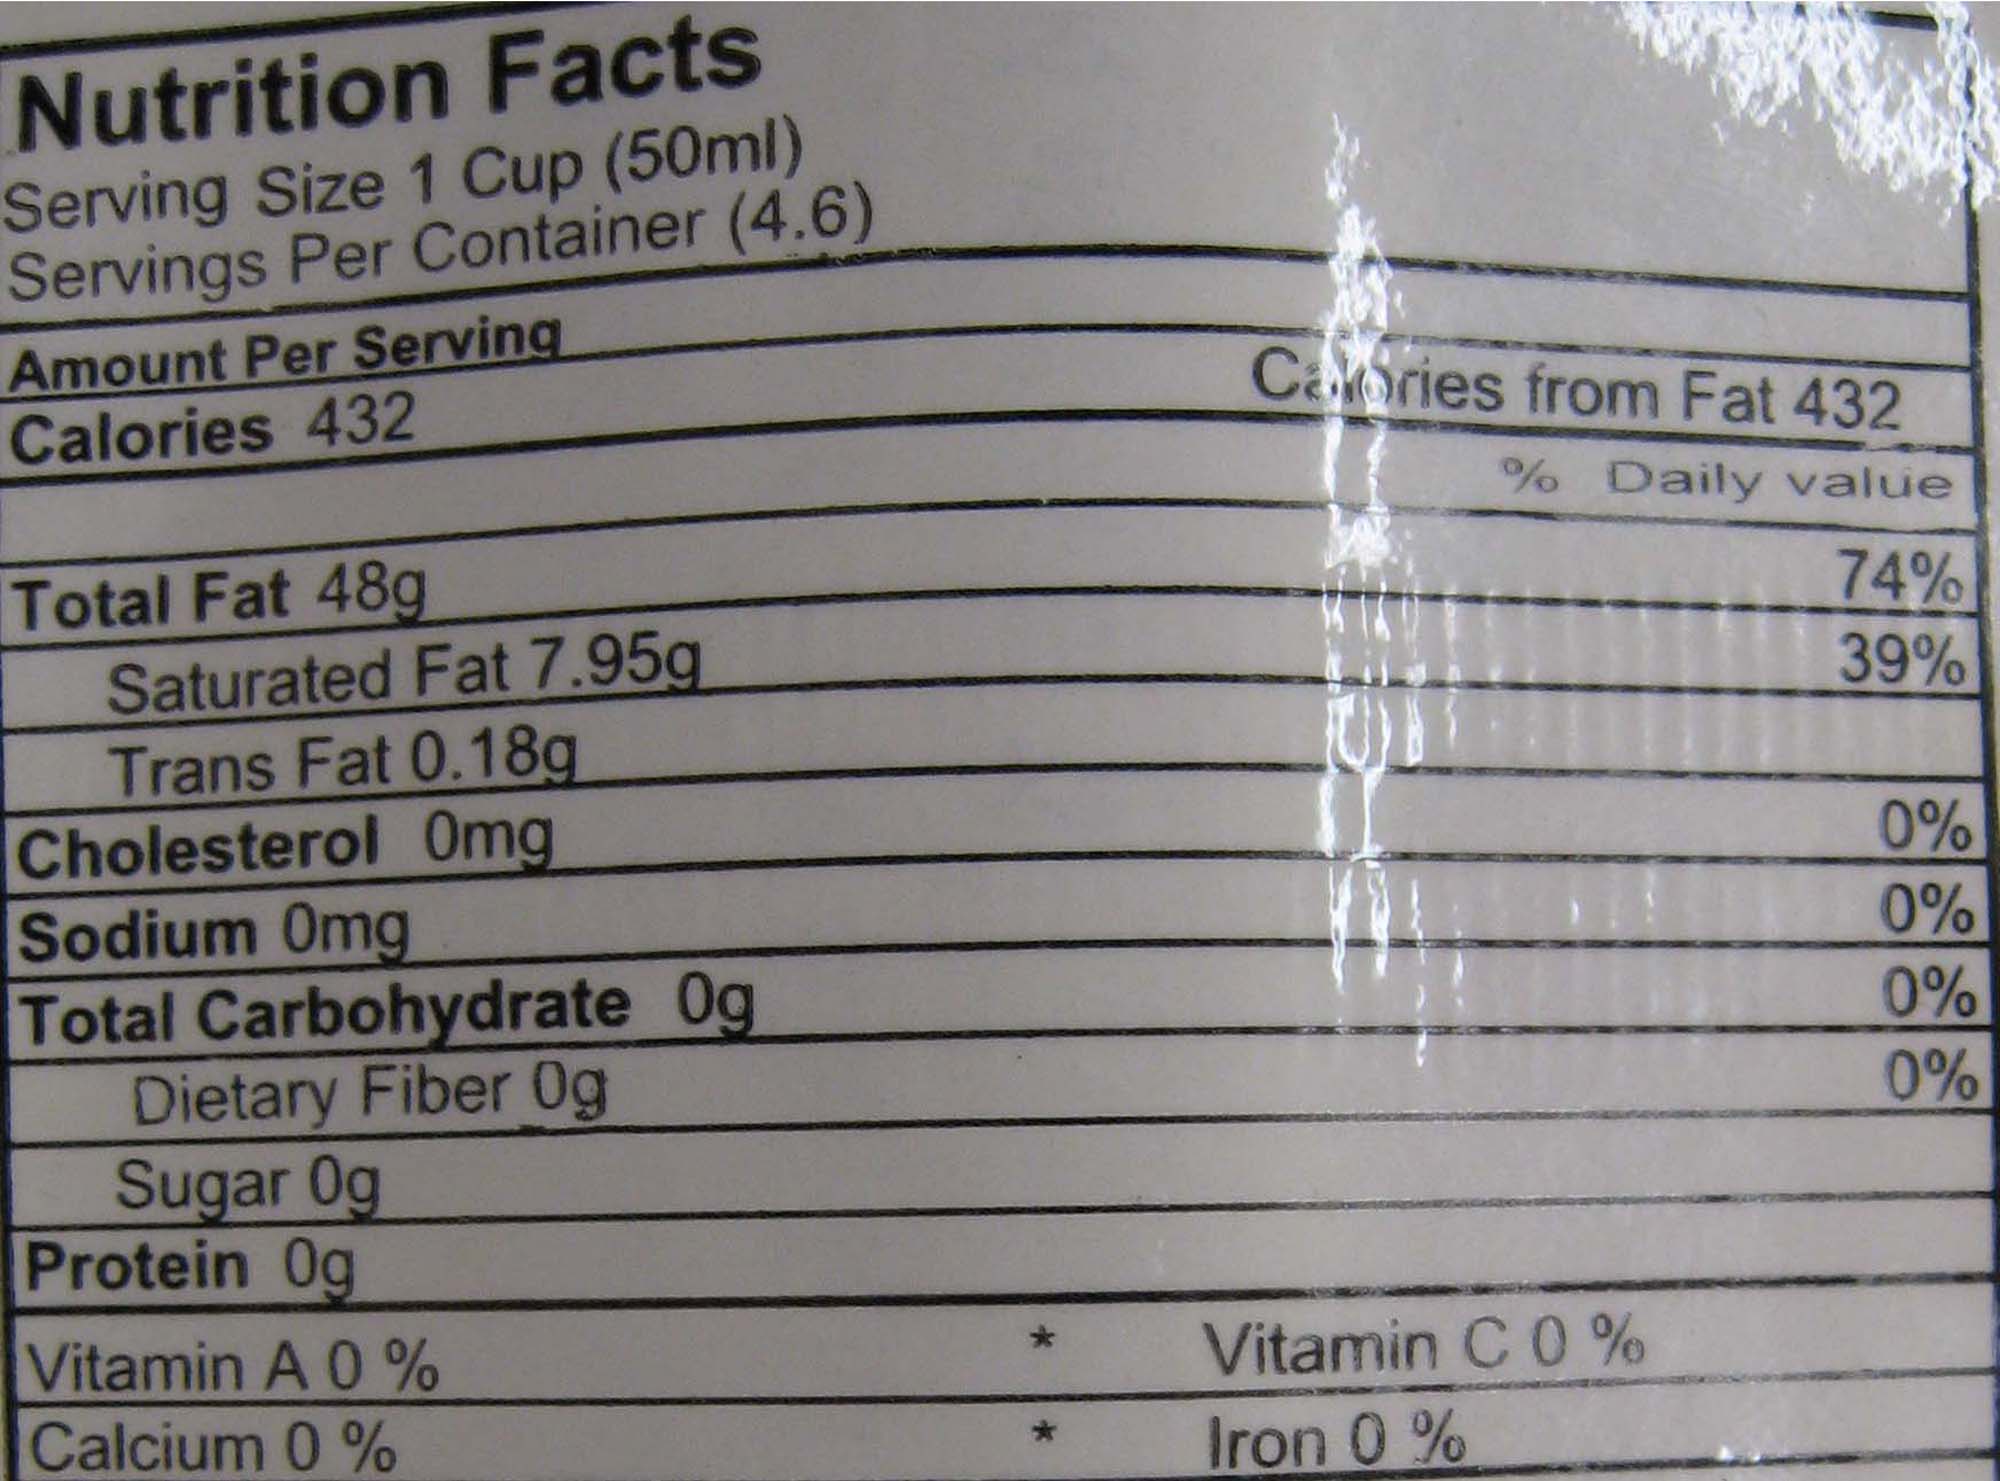 Nutrition Facts
Serving Size 1 Cup (50ml)
Servings Per Container (4.6)
Amount Per Serving
Calories 432 Calories from Fat 432
% Daily value
Total Fat 48g 74%
Saturated Fat 7.95g 39%
Trans Fat 0.18g
Cholesterol 0mg 0%
Sodium 0mg 0%
Total Carbohydrate 0g 0%
Dietary Fiber 0g 0%
Sugar 0g
Protein 0g
Vitamin A 0 % * Vitamin C 0 %
Calcium 0 % * Iron 0 %